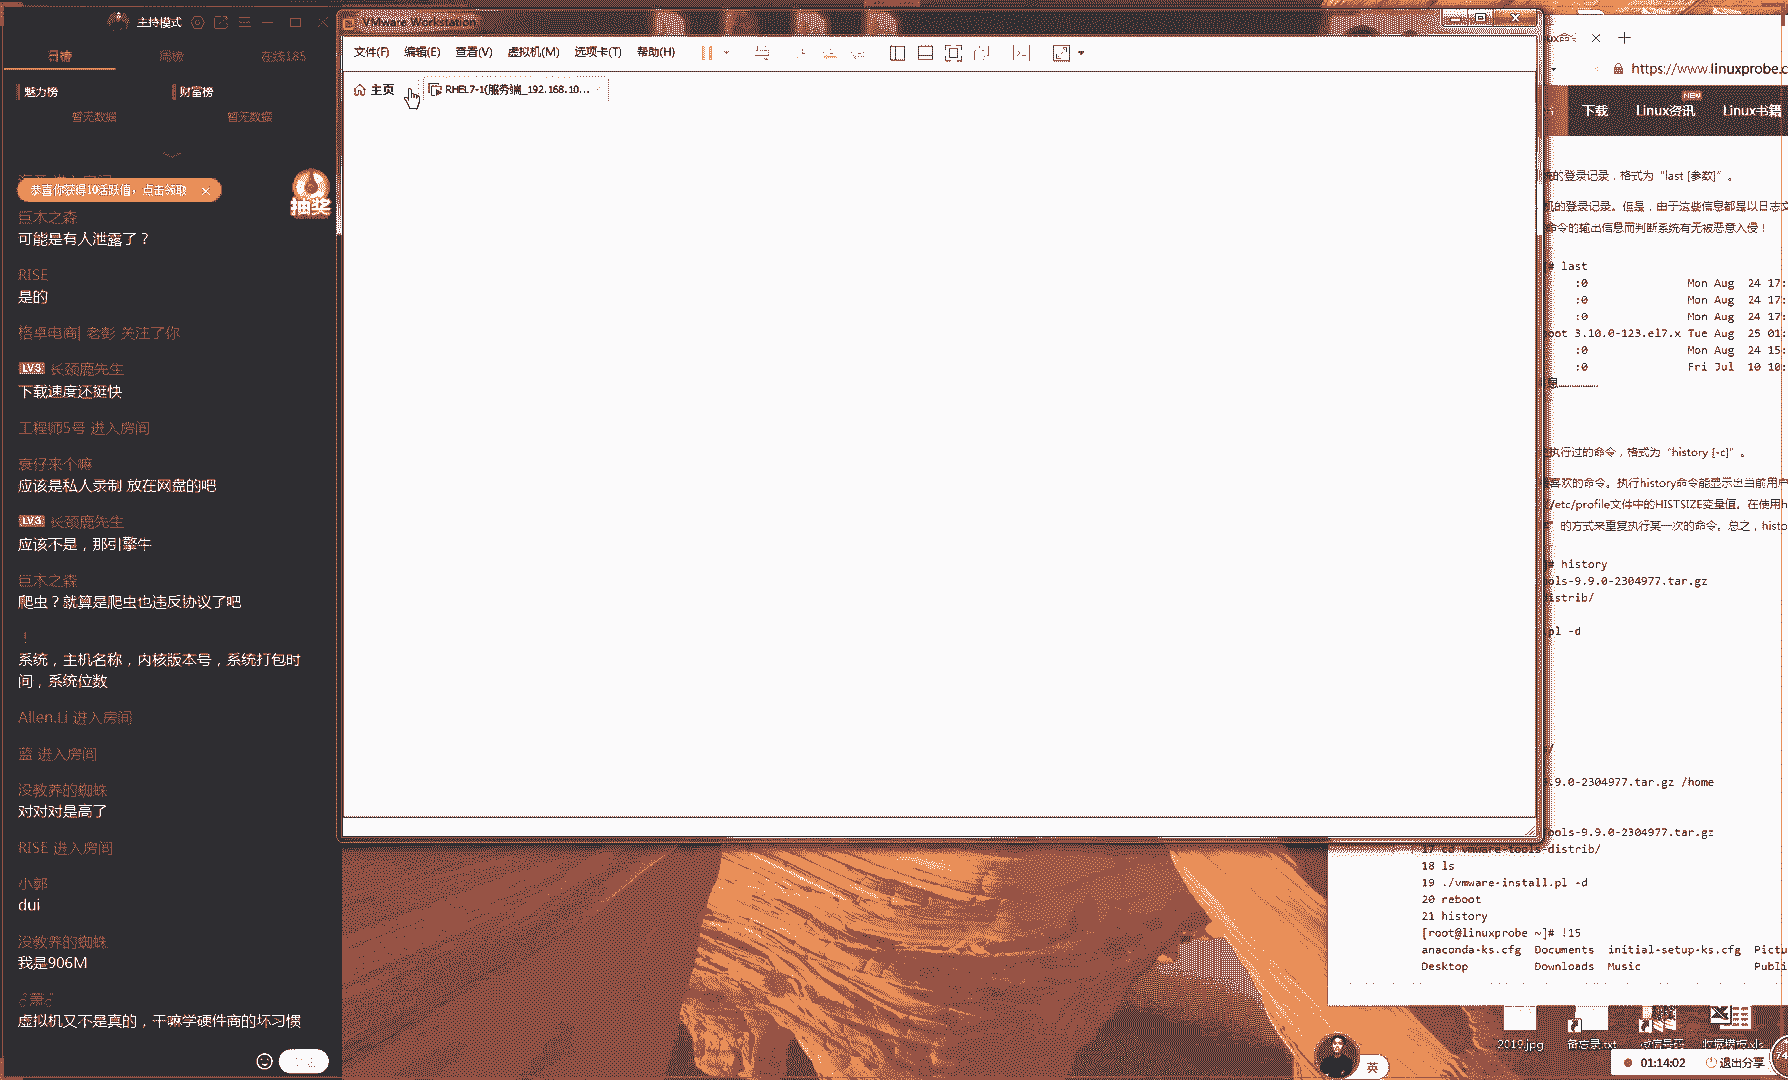 主持模式
日榜
周榜
在线185
魅力榜
财富榜
暂无数据
暂无数据
恭喜你获得10活跃值，点击领取
抽奖
巨木之森
可能是有人泄露了？
RISE
是的
格卓电商| 老彭 关注了你
LV.3 长颈鹿先生
下载速度还挺快
工程师5号 进入房间
衰仔来个嘛
应该是私人录制 放在网盘的吧
LV.3 长颈鹿先生
应该不是，那引擎牛
巨木之森
爬虫？就算是爬虫也违反协议了吧
！
系统，主机名称，内核版本号，系统打包时
间，系统位数
Allen.Li 进入房间
蓝 进入房间
没教养的蜘蛛
对对对是高了
RISE 进入房间
小郭
dui
没教养的蜘蛛
我是906M
虚拟机又不是真的，干嘛学硬件商的坏习惯
VMware Workstation
文件(F) 编辑(E) 查看(V) 虚拟机(M) 选项卡(T) 帮助(H)
主页
RHEL7-1(服务端_192.168.10...
https://www.linuxprobe.c
下载
Linux资讯
NEW
Linux书籍
的登录记录，格式为“last [参数]”。
机的登录记录。但是，由于这些信息都是以日志文
命令的输出信息而判断系统有无被恶意入侵！
# last
:0 Mon Aug 24 17:
:0 Mon Aug 24 17:
:0 Mon Aug 24 17:
oot 3.10.0-123.el7.x Tue Aug 25 01:
:0 Mon Aug 24 15:
:0 Fri Jul 10 10:
执行过的命令，格式为“history [-c]”。
喜欢的命令。执行history命令能显示出当前用户
/etc/profile文件中的HISTSIZE变量值。在使用h
的方式来重复执行某一次的命令。总之，histo
# history
ols-9.9.0-2304977.tar.gz
istrib/
pl -d
/
.9.0-2304977.tar.gz /home
ools-9.9.0-2304977.tar.gz
17 cd vmware-tools-distrib/
18 ls
19 ./vmware-install.pl -d
20 reboot
21 history
[root@linuxprobe ~]# !15
anaconda-ks.cfg Documents initial-setup-ks.cfg Pictu
Desktop Downloads Music Publi
2019.jpg
备忘录.txt
微信号码
收据模板.xls
英
01:14:02
退出分享
74